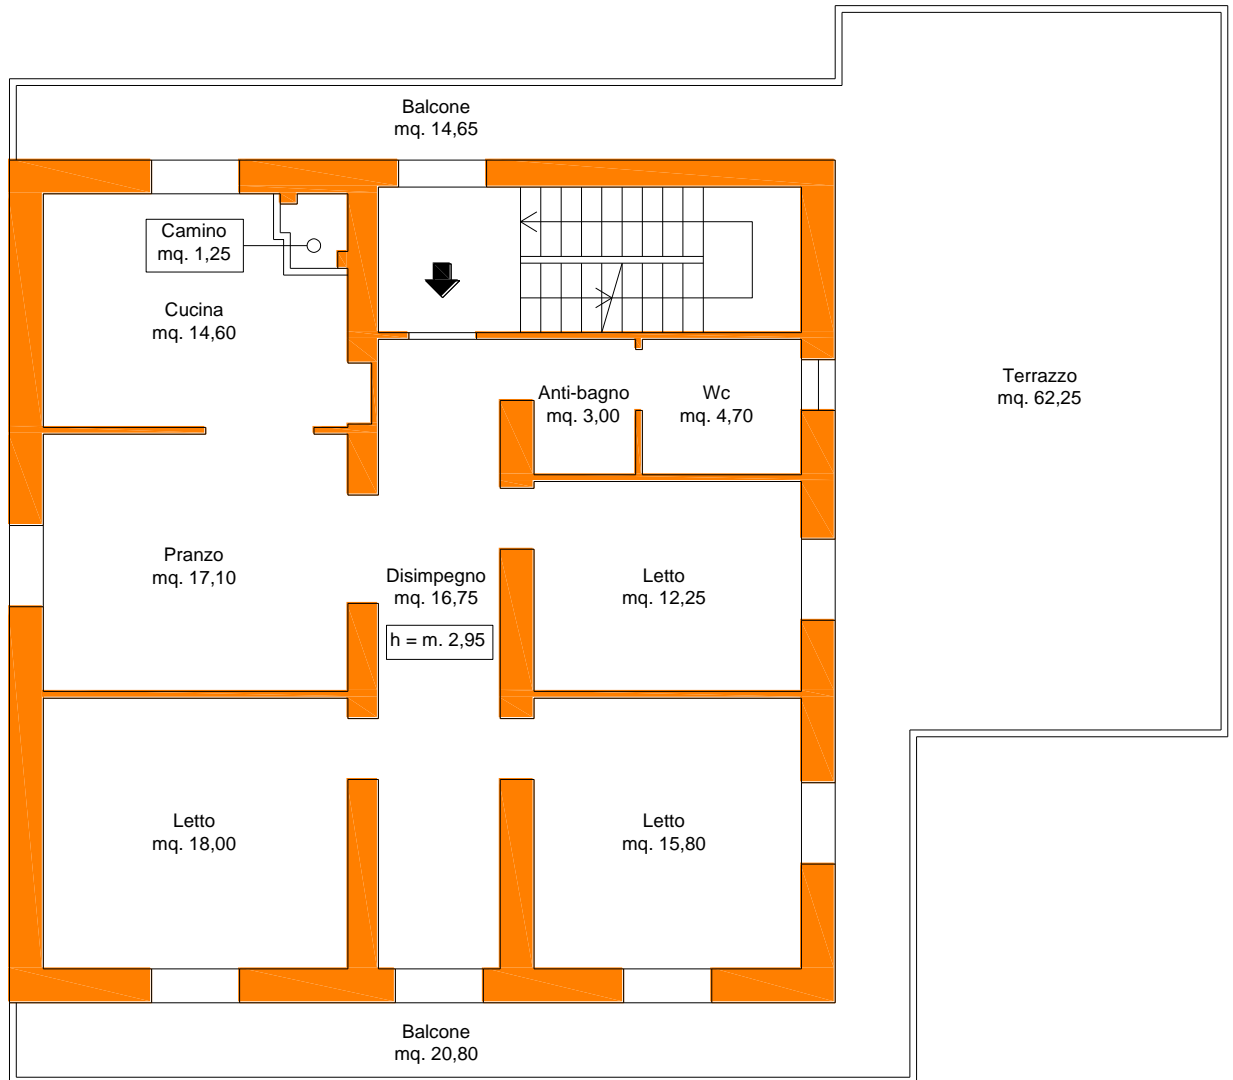 Balcone
mq. 14,65
Camino
mq. 1,25
Cucina
mq. 14,60
Anti-bagno
mq. 3,00
Wc
mq. 4,70
Terrazzo
mq. 62,25
Pranzo
mq. 17,10
Disimpegno
mq. 16,75
h = m. 2,95
Letto
mq. 12,25
Letto
mq. 18,00
Letto
mq. 15,80
Balcone
mq. 20,80